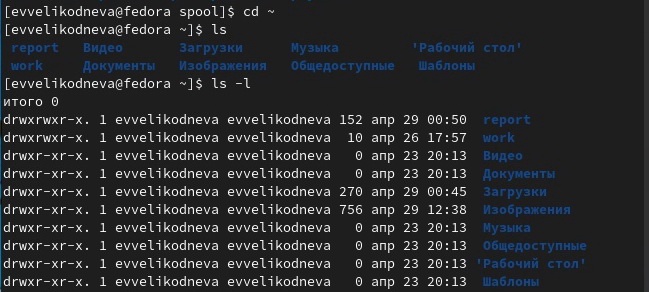 [evvelikodneva@fedora spool]$ cd ~
[evvelikodneva@fedora ~]$ ls
report Видео Загрузки Музыка 'Рабочий стол'
work Документы Изображения Общедоступные Шаблоны
[evvelikodneva@fedora ~]$ ls -l
итого 0
drwxrwxr-x. 1 evvelikodneva evvelikodneva 152 апр 29 00:50 report
drwxrwxr-x. 1 evvelikodneva evvelikodneva 10 апр 26 17:57 work
drwxr-xr-x. 1 evvelikodneva evvelikodneva 0 апр 23 20:13 Видео
drwxr-xr-x. 1 evvelikodneva evvelikodneva 0 апр 23 20:13 Документы
drwxr-xr-x. 1 evvelikodneva evvelikodneva 270 апр 29 00:45 Загрузки
drwxr-xr-x. 1 evvelikodneva evvelikodneva 756 апр 29 12:38 Изображения
drwxr-xr-x. 1 evvelikodneva evvelikodneva 0 апр 23 20:13 Музыка
drwxr-xr-x. 1 evvelikodneva evvelikodneva 0 апр 23 20:13 Общедоступные
drwxr-xr-x. 1 evvelikodneva evvelikodneva 0 апр 23 20:13 'Рабочий стол'
drwxr-xr-x. 1 evvelikodneva evvelikodneva 0 апр 23 20:13 Шаблоны